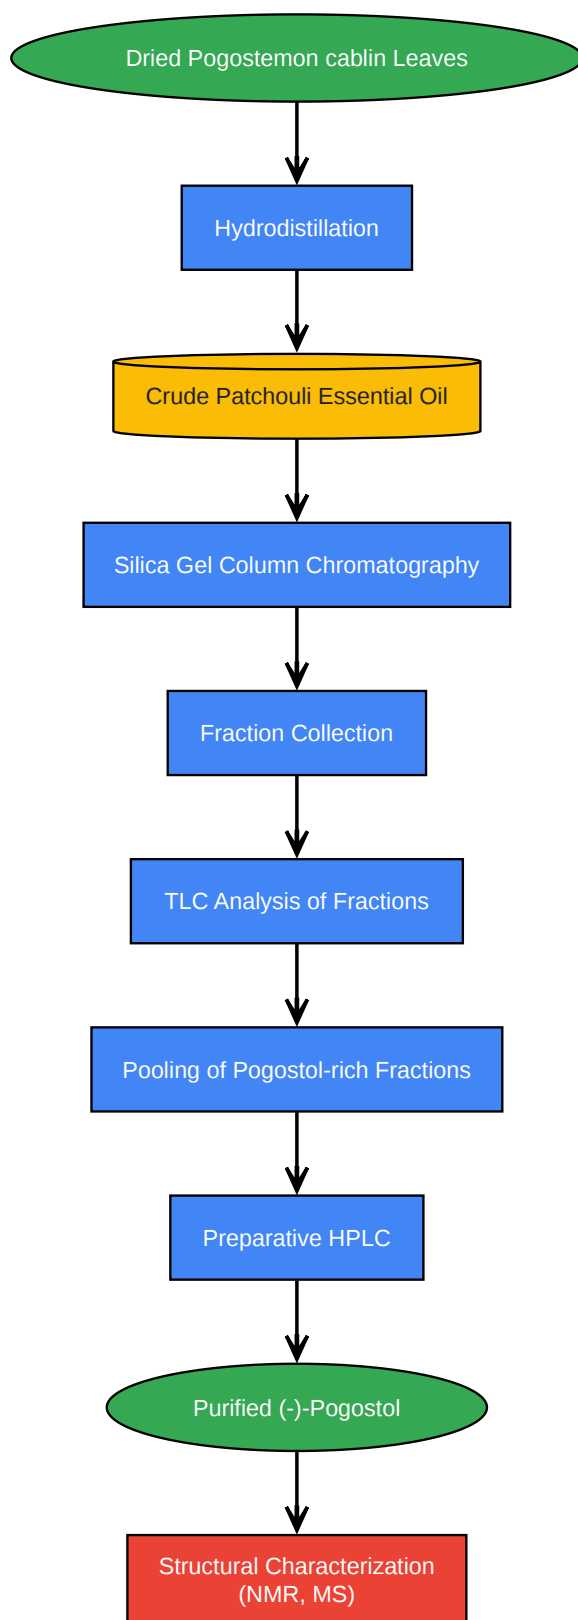 Dried Pogostemon cablin Leaves
Hydrodistillation
Crude Patchouli Essential Oil
Silica Gel Column Chromatography
Fraction Collection
TLC Analysis of Fractions
Pooling of Pogostol-rich Fractions
Preparative HPLC
Purified (-)-Pogostol
Structural Characterization
(NMR, MS)